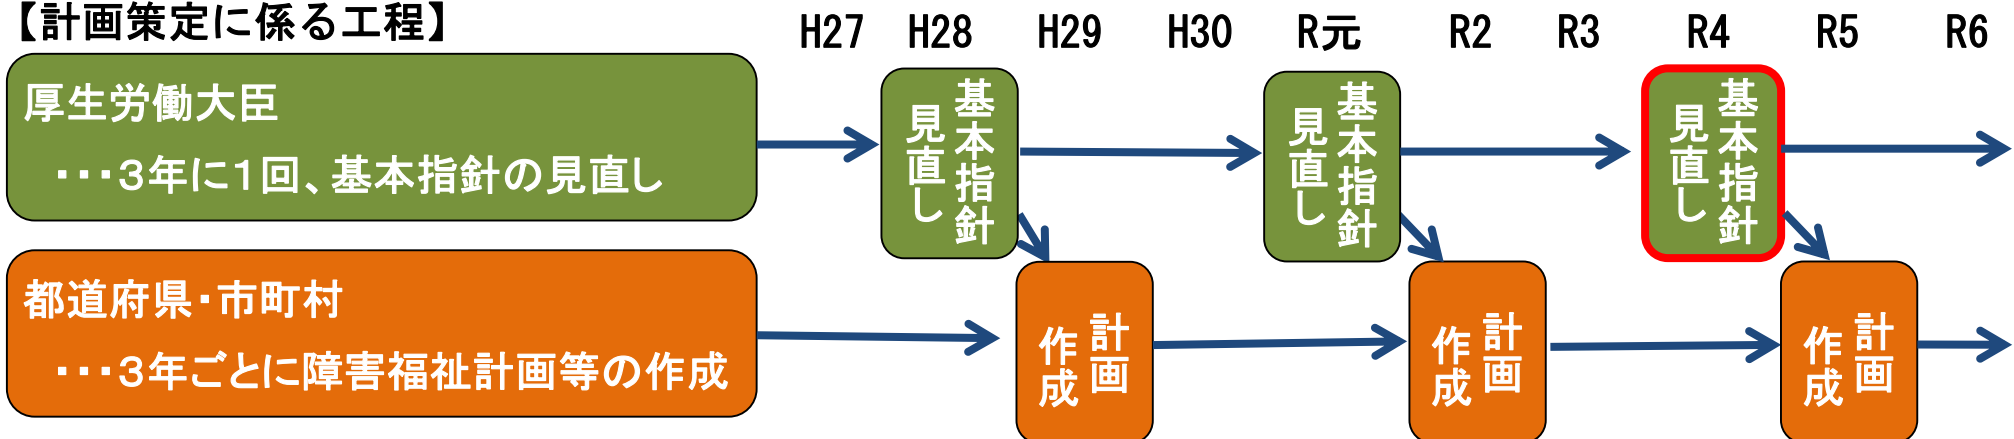 【計画策定に係る工程】
H27 H28 H29 H30 R元 R2 R3 R4 R5 R6
厚生労働大臣
・・・３年に１回、基本指針の見直し
基本指針
見直し
基本指針
見直し
基本指針
見直し
都道府県・市町村
・・・３年ごとに障害福祉計画等の作成
計画
作成
計画
作成
計画
作成